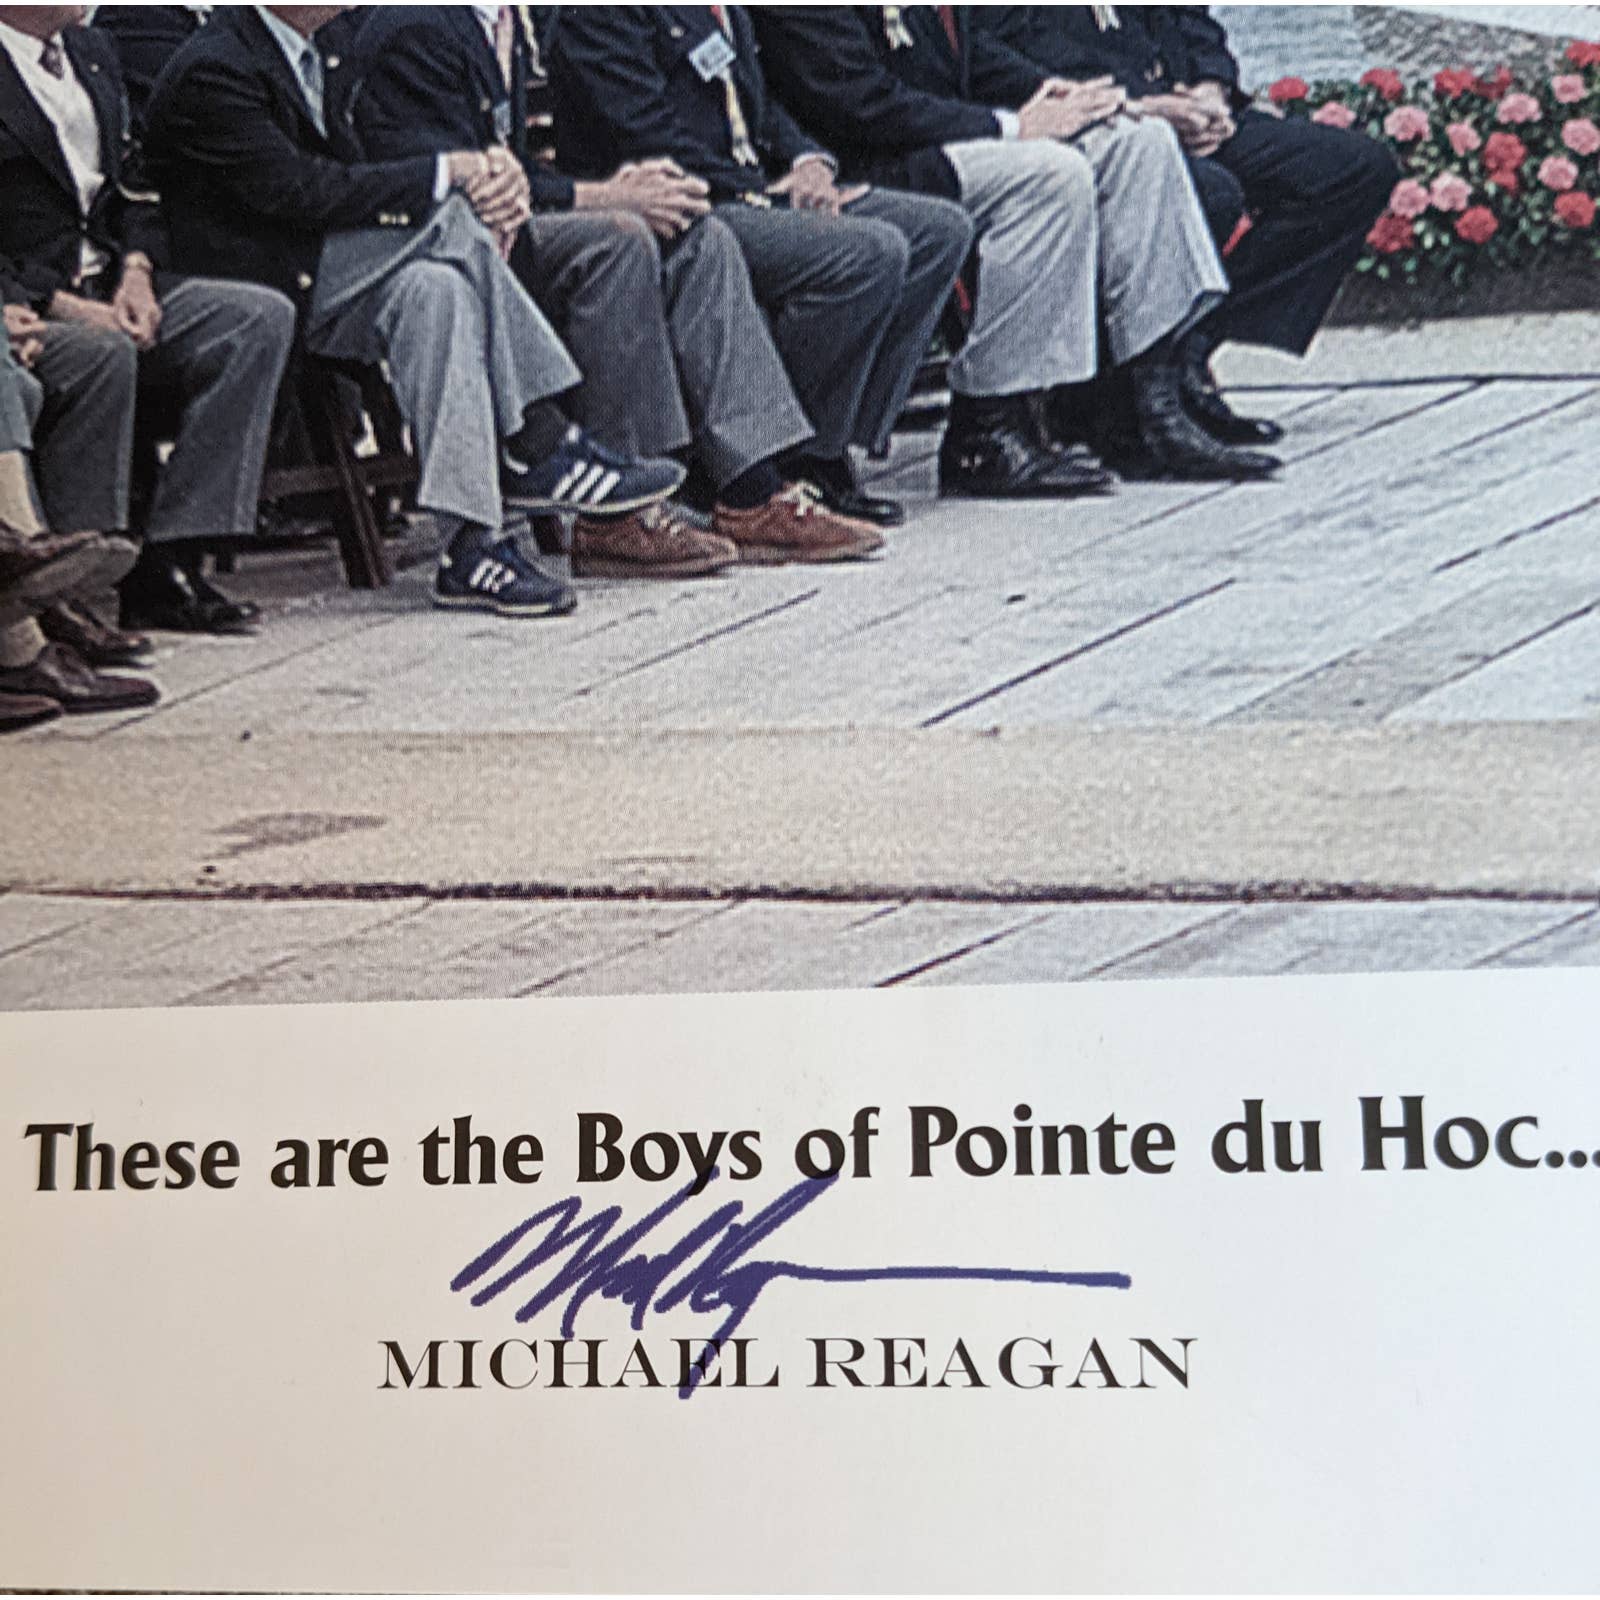 These are the Boys of Pointe du Hoc...
MICHAEL REAGAN